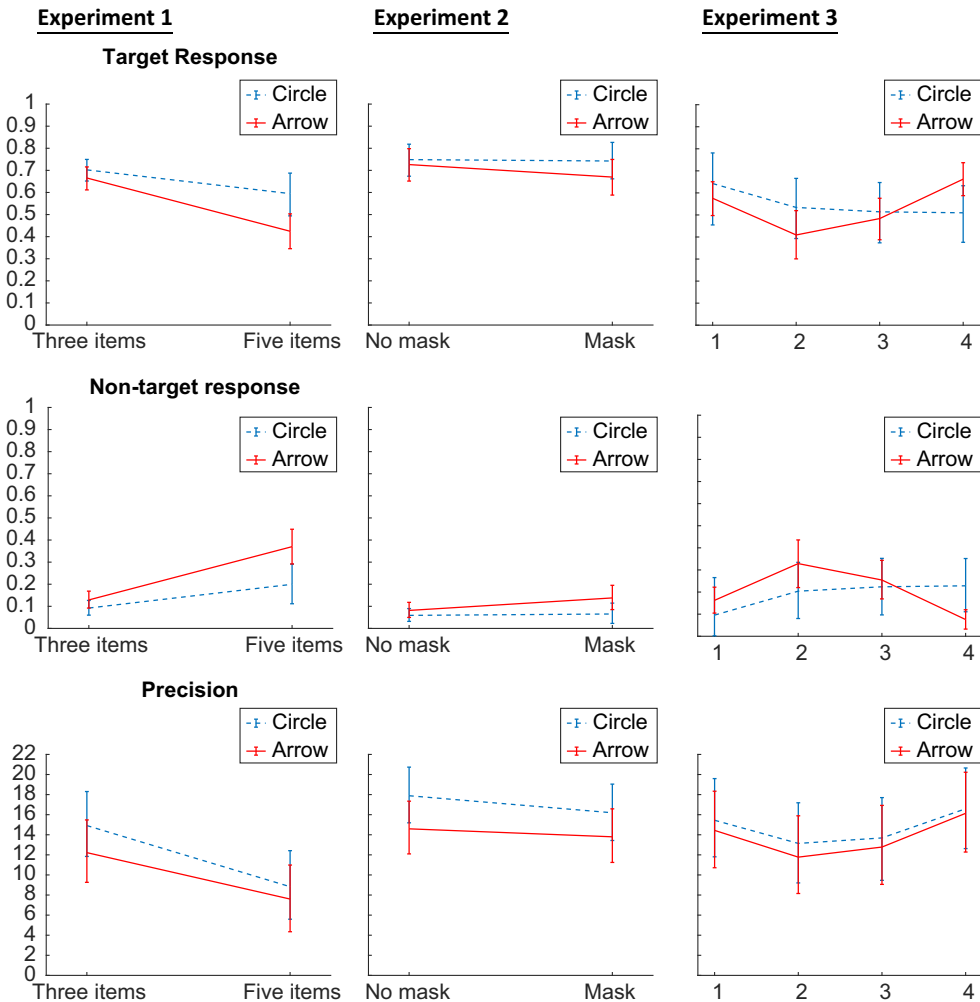 Experiment 1 Experiment 2 Experiment 3
Target Response
Circle
Arrow
Circle
Arrow
Circle
Arrow
1
0.9
0.8
0.7
0.6
0.5
0.4
0.3
0.2
0.1
0
Three items Five items No mask Mask 1 2 3 4
Non-target response
Circle
Arrow
Circle
Arrow
Circle
Arrow
1
0.9
0.8
0.7
0.6
0.5
0.4
0.3
0.2
0.1
0
Three items Five items No mask Mask 1 2 3 4
Precision
Circle
Arrow
Circle
Arrow
Circle
Arrow
22
20
18
16
14
12
10
8
6
4
2
0
Three items Five items No mask Mask 1 2 3 4